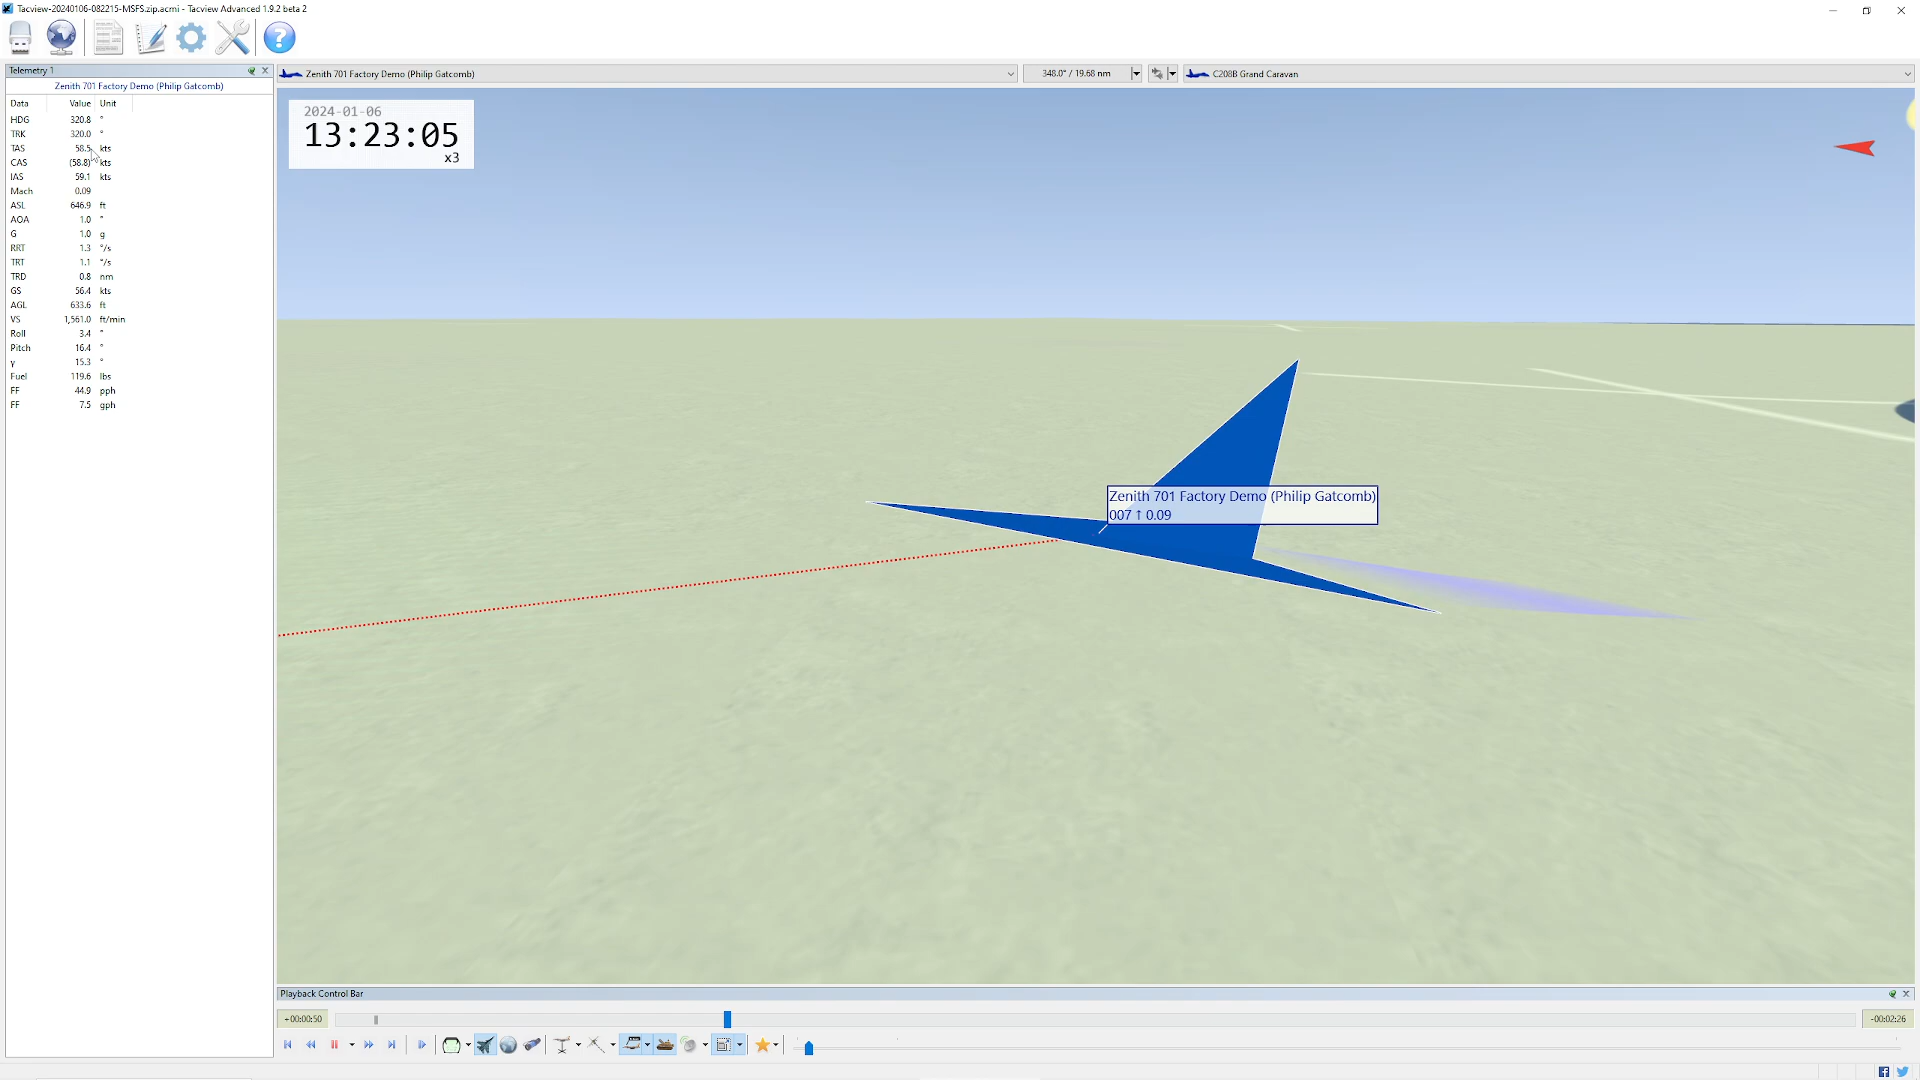 Tacview-20240106-082215-MSFS.zip.acmi - Tacview Advanced 1.9.2 beta 2
Telemetry 1
Zenith 701 Factory Demo (Philip Gatcomb)
348.0° / 19.68 nm
C208B Grand Caravan
Zenith 701 Factory Demo (Philip Gatcomb)
Data Value Unit
HDG 320.8 °
TRK 320.0 °
TAS 58.5 kts
CAS (58.8) kts
IAS 59.1 kts
Mach 0.09
ASL 646.9 ft
AOA 1.0 °
G 1.0 g
RRT 1.3 °/s
TRT 1.1 °/s
TRD 0.8 nm
GS 56.4 kts
AGL 633.6 ft
VS 1,561.0 ft/min
Roll 3.4 °
Pitch 16.4 °
γ 15.3 °
Fuel 119.6 lbs
FF 44.9 pph
FF 7.5 gph
2024-01-06
13:23:05
x3
Zenith 701 Factory Demo (Philip Gatcomb)
007 ↑ 0.09
Playback Control Bar
+00:00:50
-00:02:26